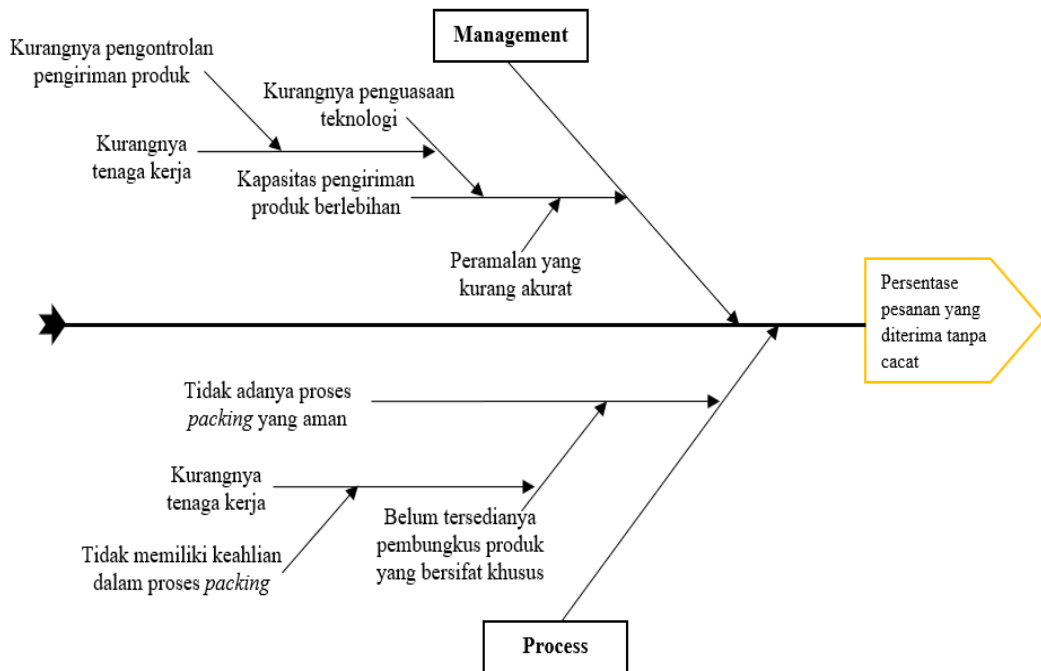 Management
Kurangnya pengontrolan
pengiriman produk
Kurangnya penguasaan
teknologi
Kurangnya
tenaga kerja
Kapasitas pengiriman
produk berlebihan
Peramalan yang
kurang akurat
Persentase
pesanan yang
diterima tanpa
cacat
Tidak adanya proses
packing yang aman
Kurangnya
tenaga kerja
Belum tersedianya
pembungkus produk
yang bersifat khusus
Tidak memiliki keahlian
dalam proses packing
Process